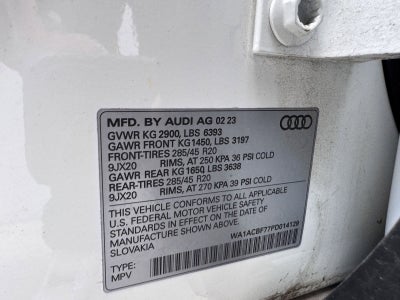 MFD. BY AUDI AG 02 23
GVWR KG 2900, LBS 6393
GAWR FRONT KG1450, LBS 3197
FRONT-TIRES 285/45 R20
9JX20 RIMS, AT 250 KPA 36 PSI COLD
GAWR REAR KG 1650, LBS 3638
REAR-TIRES 285/45 R20
9JX20 RIMS, AT 270 KPA 39 PSI COLD
THIS VEHICLE CONFORMS TO ALL APPLICABLE
U.S. FEDERAL MOTOR VEHICLE SAFETY
STANDARDS IN EFFECT ON THE DATE OF
MANUFACTURE SHOWN ABOVE.
SLOVAKIA
WA1ACBF77PD014129
TYPE:
MPV